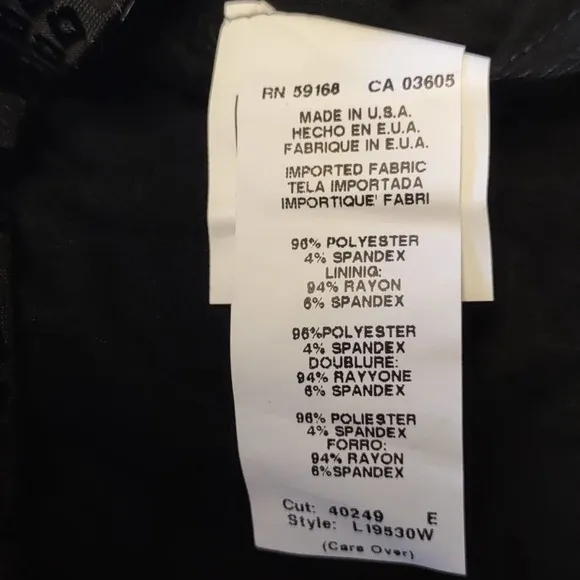 RN 59168 CA 03605
MADE IN U.S.A.
HECHO EN E.U.A.
FABRIQUE IN E.U.A.
IMPORTED FABRIC
TELA IMPORTADA
IMPORTIQUE' FABRI
96% POLYESTER
4% SPANDEX
LININIQ:
94% RAYON
6% SPANDEX
96%POLYESTER
4% SPANDEX
DOUBLURE:
94% RAYYONE
6% SPANDEX
96% POLIESTER
4% SPANDEX
FORRO:
94% RAYON
6%SPANDEX
Cut: 40249 E
Style: L19530W
(Care Over)